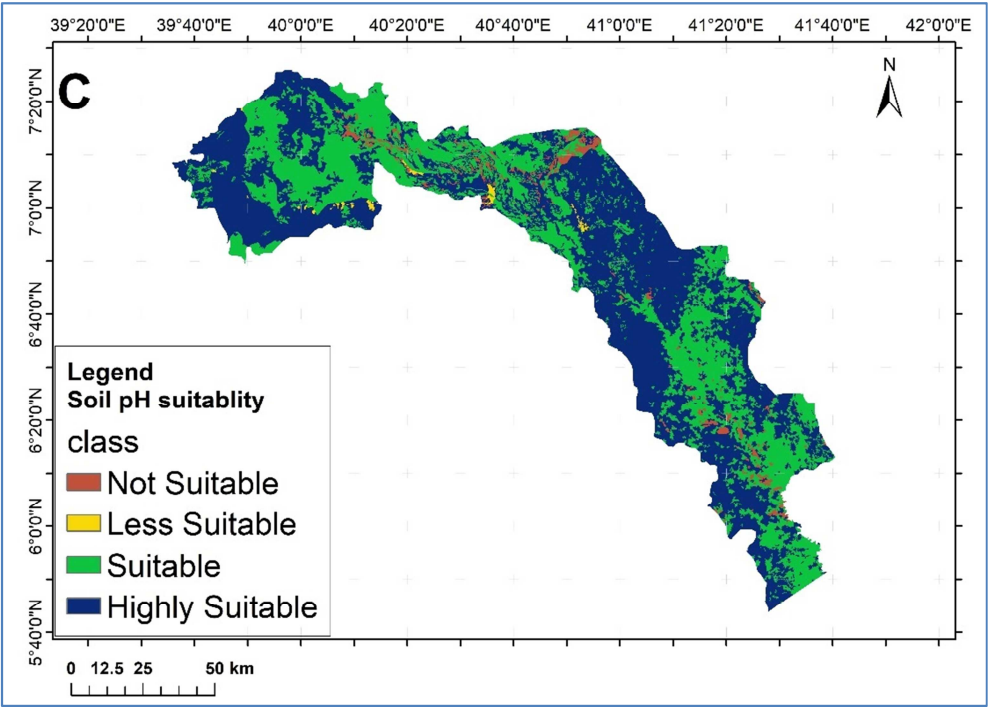 39°20'0"E 39°40'0"E 40°0'0"E 40°20'0"E 40°40'0"E 41°0'0"E 41°20'0"E 41°40'0"E 42°0'0"E
C
N
7°20'0"N
7°0'0"N
6°40'0"N
6°20'0"N
6°0'0"N
5°40'0"N
Legend
Soil pH suitablity
class
Not Suitable
Less Suitable
Suitable
Highly Suitable
0 12.5 25 50 km